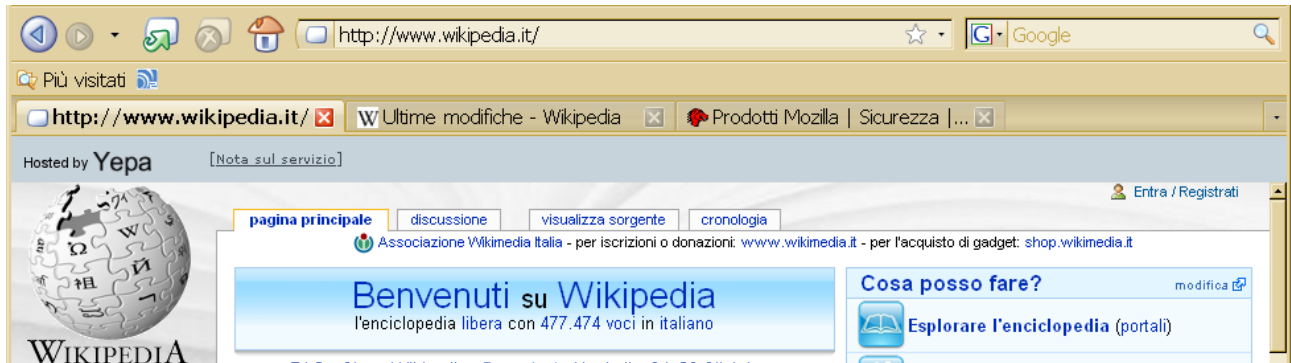 http://www.wikipedia.it/
Google
Più visitati
http://www.wikipedia.it/
Ultime modifiche - Wikipedia
Prodotti Mozilla | Sicurezza |...
Hosted by Yepa
[Nota sul servizio]
Entra / Registrati
pagina principale
discussione
visualizza sorgente
cronologia
Associazione Wikimedia Italia - per iscrizioni o donazioni: www.wikimedia.it - per l'acquisto di gadget: shop.wikimedia.it
Benvenuti su Wikipedia
l'enciclopedia libera con 477.474 voci in italiano
Cosa posso fare?
modifica
Esplorare l'enciclopedia (portali)
WIKIPEDIA